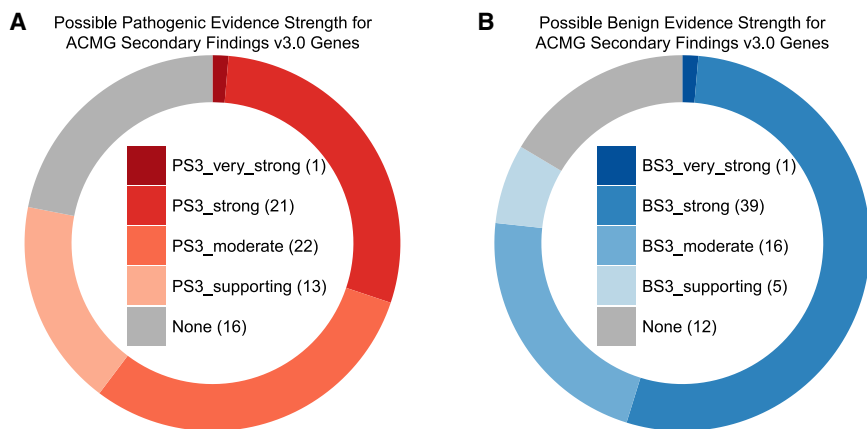 A
Possible Pathogenic Evidence Strength for
ACMG Secondary Findings v3.0 Genes
PS3_very_strong (1)
PS3_strong (21)
PS3_moderate (22)
PS3_supporting (13)
None (16)
B
Possible Benign Evidence Strength for
ACMG Secondary Findings v3.0 Genes
BS3_very_strong (1)
BS3_strong (39)
BS3_moderate (16)
BS3_supporting (5)
None (12)